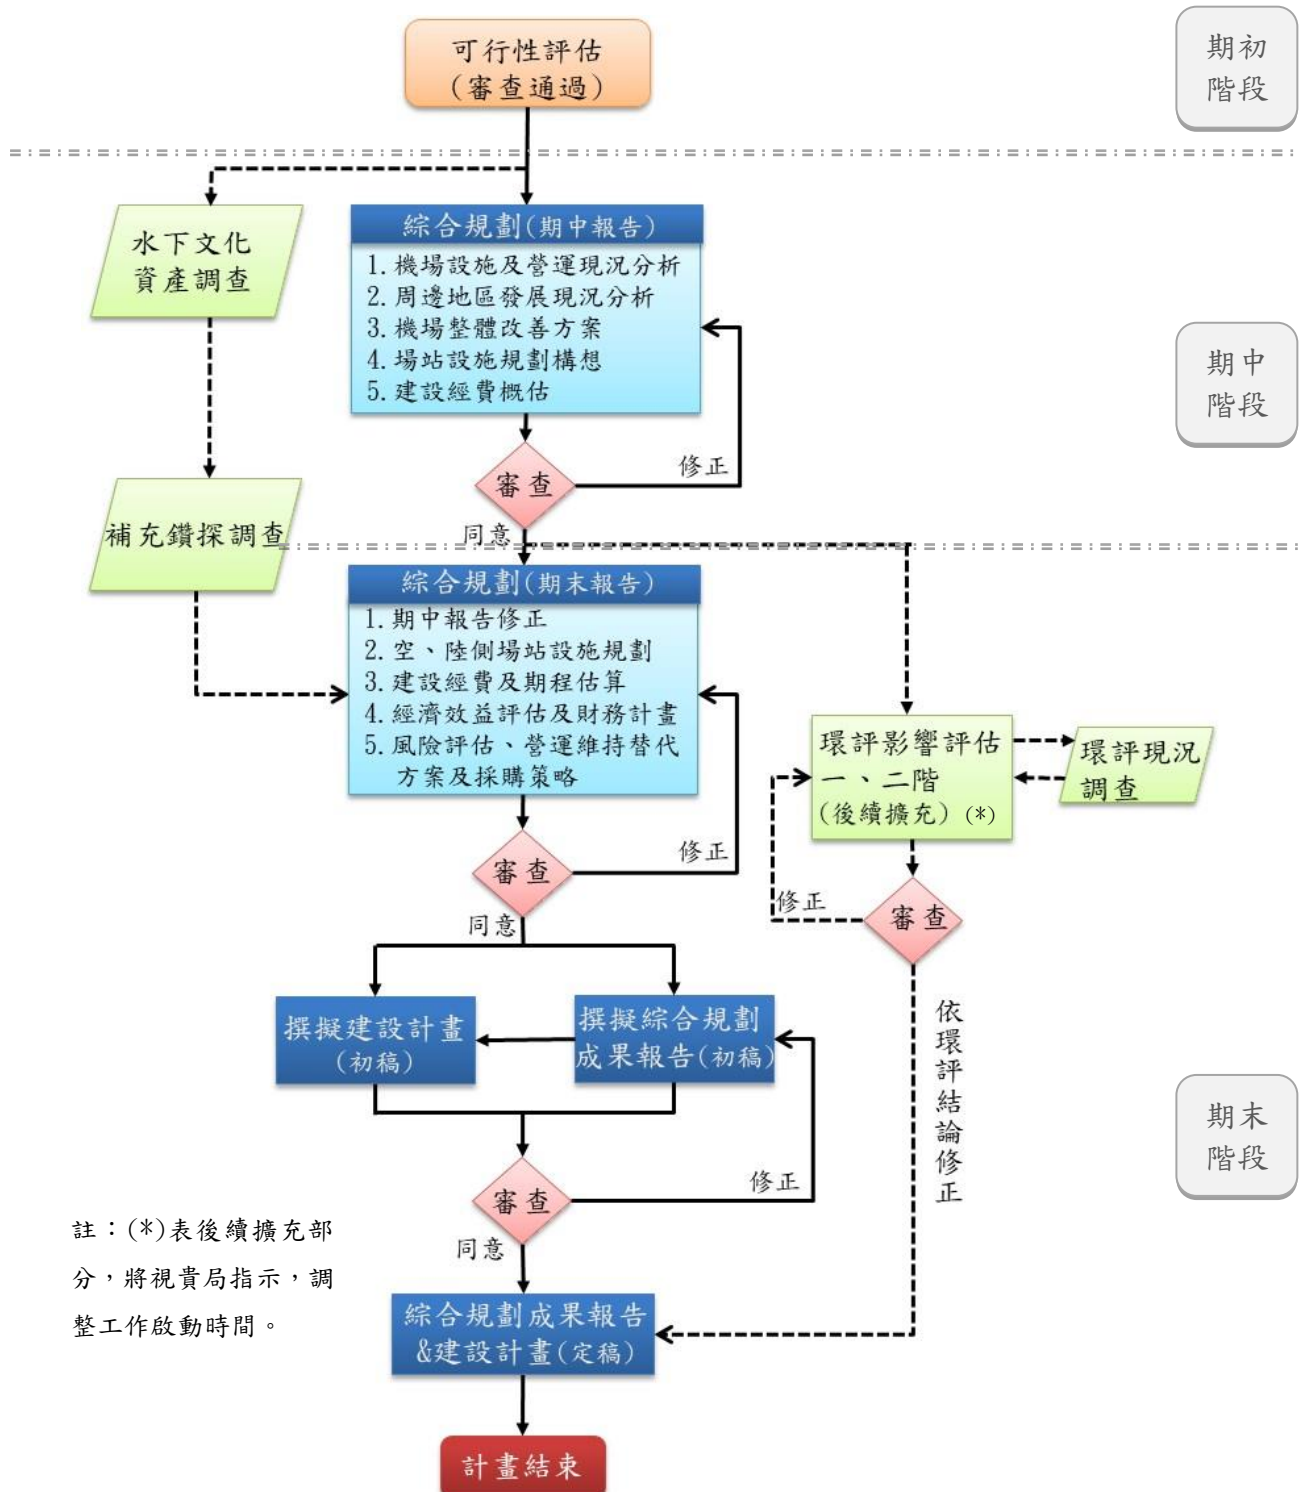 可行性評估
(審查通過)
期初
階段
水下文化
資產調查
綜合規劃(期中報告)
1. 機場設施及營運現況分析
2. 周邊地區發展現況分析
3. 機場整體改善方案
4. 場站設施規劃構想
5. 建設經費概估
期中
階段
審查
修正
同意
補充鑽探調查
綜合規劃(期末報告)
1. 期中報告修正
2. 空、陸側場站設施規劃
3. 建設經費及期程估算
4. 經濟效益評估及財務計畫
5. 風險評估、營運維持替代
方案及採購策略
環評影響評估
一、二階
(後續擴充) (*)
環評現況
調查
審查
修正
同意
修正
審查
依環評結論修正
撰擬建設計畫
(初稿)
撰擬綜合規劃
成果報告(初稿)
期末
階段
審查
修正
同意
註：(*)表後續擴充部
分，將視貴局指示，調
整工作啟動時間。
綜合規劃成果報告
&建設計畫(定稿)
計畫結束